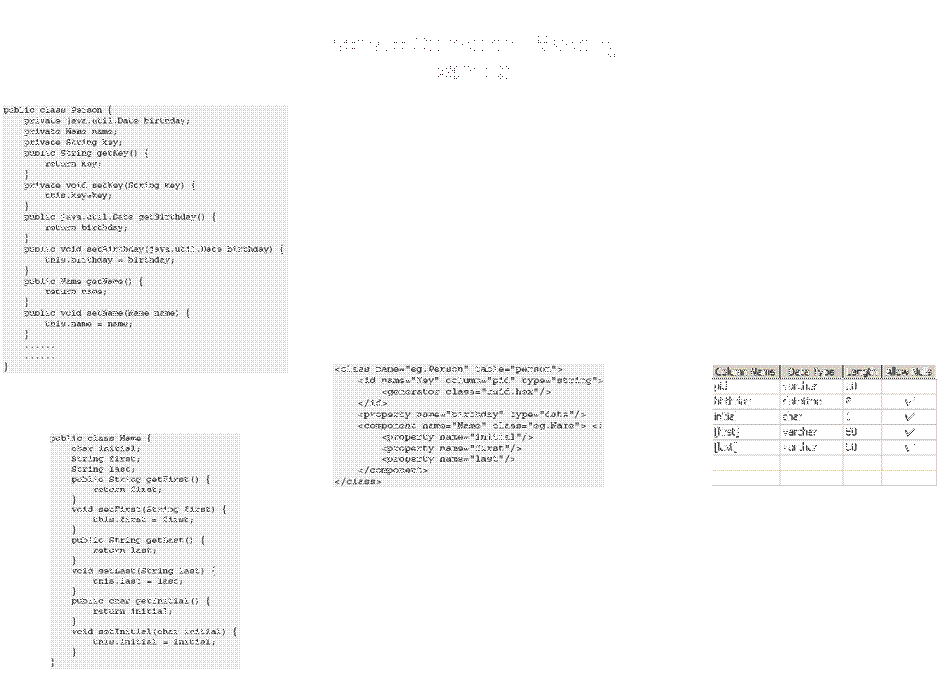 public class Person {
private java.util.Date birthday;
private Name name;
private String key;
public String getKey() {
return key;
}
private void setKey(String key) {
this.key=key;
}
public java.util.Date getBirthday() {
return birthday;
}
public void setBirthday(java.util.Date birthday) {
this.birthday = birthday;
}
public Name getName() {
return name;
}
public void setName(Name name) {
this.name = name;
}
......
......
}
<class name="eg.Person" table="person">
<id name="Key" column="pid" type="string">
<generator class="uuid.hex"/>
</id>
<property name="birthday" type="date"/>
<component name="Name" class="eg.Name">
<property name="initial"/>
<property name="first"/>
<property name="last"/>
</component>
</class>
Column Name Data Type Length Allow Nulls
pid varchar
birthday datetime 8
initial char 1
[first] varchar 50
[last] varchar 50
public class Name {
char initial;
String first;
String last;
public String getFirst() {
return first;
}
void setFirst(String first) {
this.first = first;
}
public String getLast() {
return last;
}
void setLast(String last) {
this.last = last;
}
public char getInitial() {
return initial;
}
void setInitial(char initial) {
this.initial = initial;
}
}